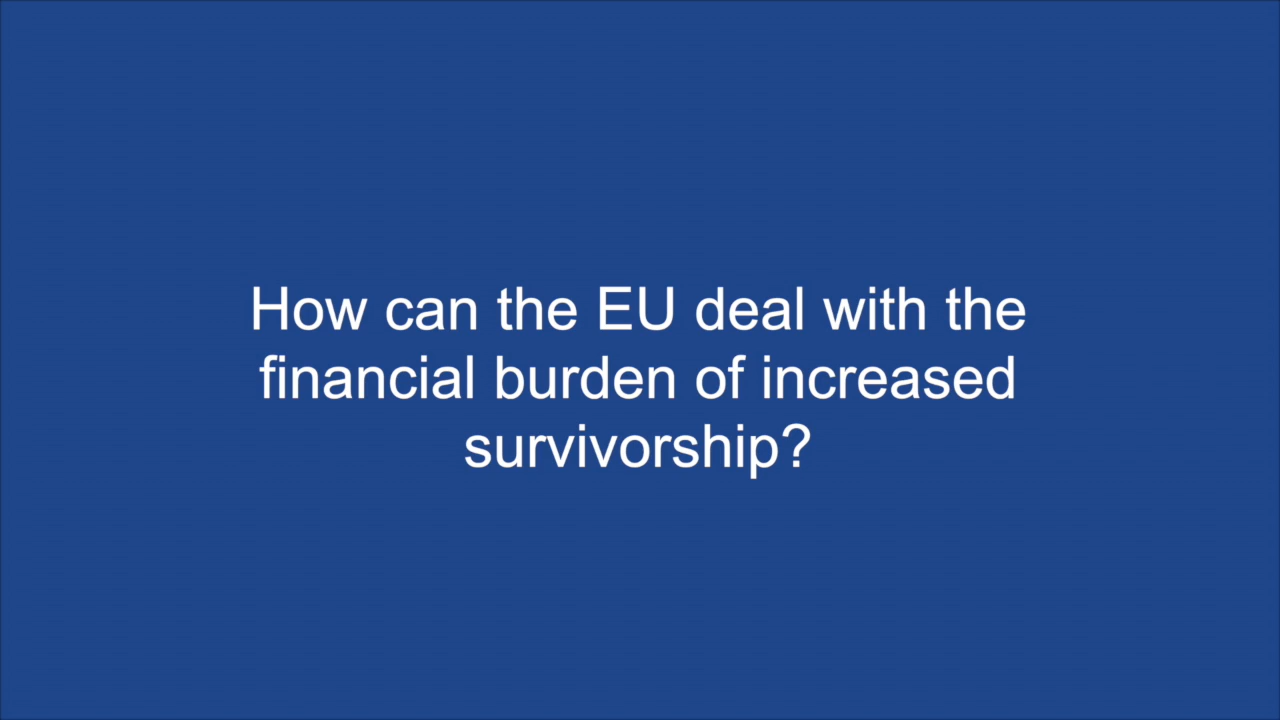 How can the EU deal with the
financial burden of increased
survivorship?